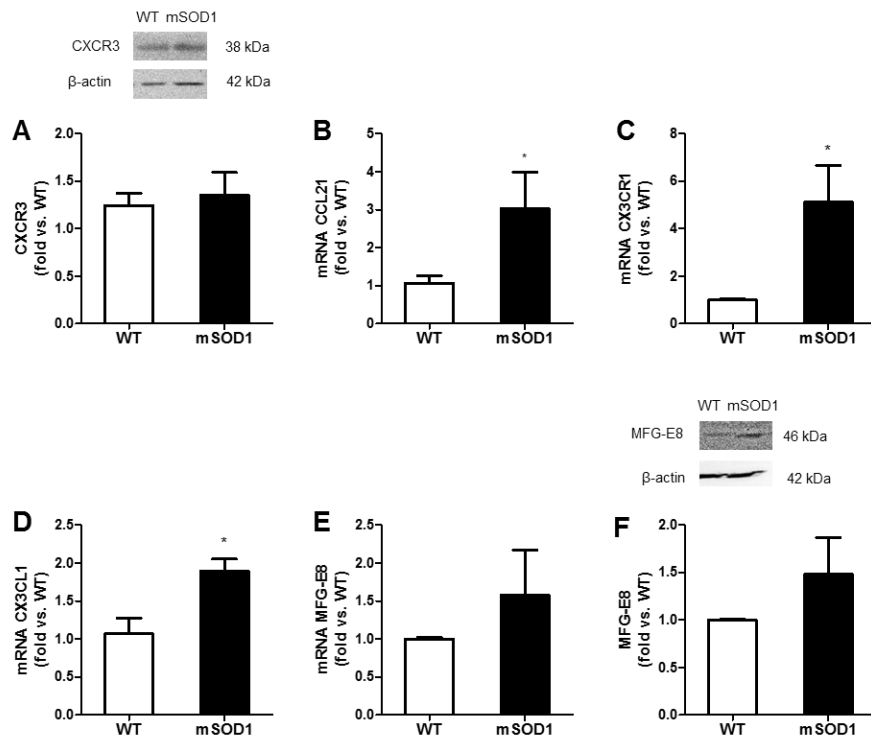 WT mSOD1
CXCR3 38 kDa
β-actin 42 kDa
A
CXCR3
(fold vs. WT)
2.0
1.5
1.0
0.5
0.0
WT mSOD1
B
mRNA CCL21
(fold vs. WT)
5
4
3
2
1
0
*
WT mSOD1
C
mRNA CX3CR1
(fold vs. WT)
8
6
4
2
0
*
WT mSOD1
WT mSOD1
MFG-E8 46 kDa
β-actin 42 kDa
D
mRNA CX3CL1
(fold vs. WT)
2.5
2.0
1.5
1.0
0.5
0.0
*
WT mSOD1
E
mRNA MFG-E8
(fold vs. WT)
2.5
2.0
1.5
1.0
0.5
0.0
WT mSOD1
F
MFG-E8
(fold vs. WT)
2.0
1.5
1.0
0.5
0.0
WT mSOD1